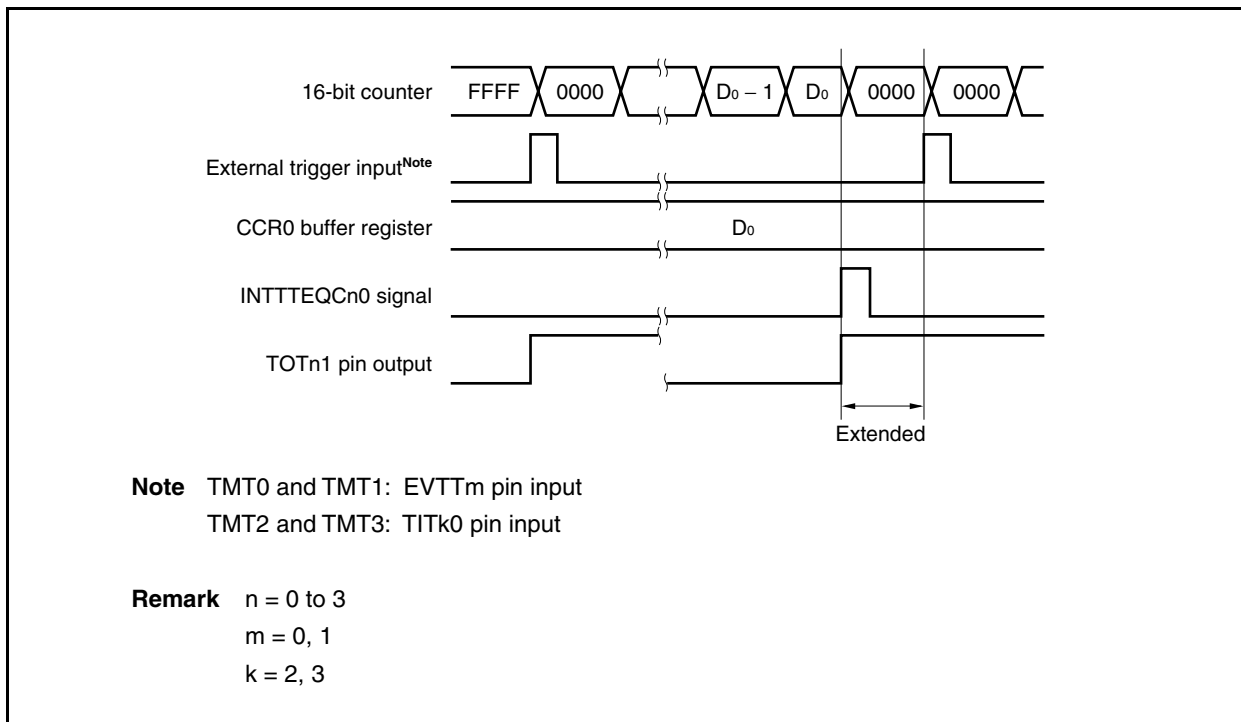 16-bit counter FFFF 0000 D0 − 1 D0 0000 0000
External trigger inputNote
CCR0 buffer register D0
INTTTEQCn0 signal
TOTn1 pin output
Extended
Note TMT0 and TMT1: EVTTm pin input
TMT2 and TMT3: TITk0 pin input
Remark n = 0 to 3
m = 0, 1
k = 2, 3